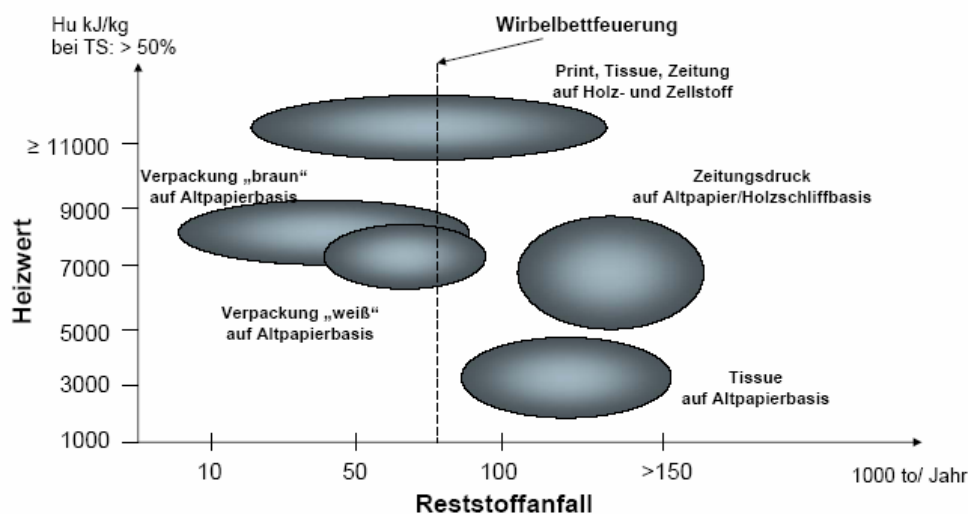 Hu kJ/kg
bei TS: > 50%
Wirbelbettfeuerung
Print, Tissue, Zeitung
auf Holz- und Zellstoff
≥ 11000
Verpackung „braun“
auf Altpapierbasis
Zeitungsdruck
auf Altpapier/Holzschliffbasis
9000
7000
Heizwert
Verpackung „weiß“
auf Altpapierbasis
5000
3000
Tissue
auf Altpapierbasis
1000
10
50
100
>150
1000 to/ Jahr
Reststoffanfall